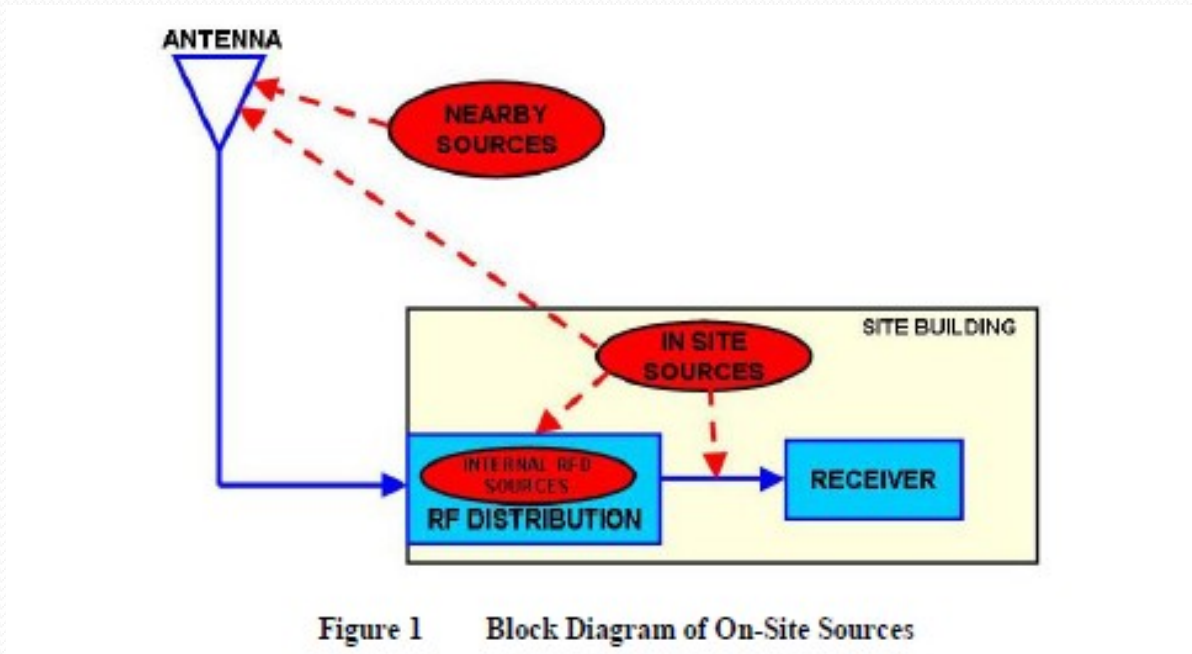 ANTENNA
NEARBY
SOURCES
SITE BUILDING
IN SITE
SOURCES
INTERNAL RFD
SOURCES
RF DISTRIBUTION
RECEIVER
Figure 1 Block Diagram of On-Site Sources